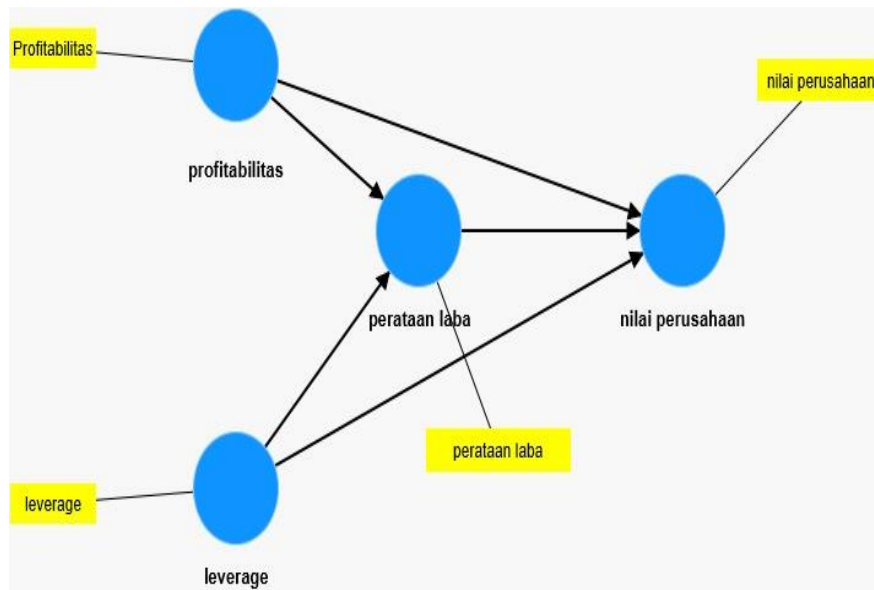 Profitabilitas
nilai perusahaan
profitabilitas
perataan laba
nilai perusahaan
perataan laba
leverage
leverage